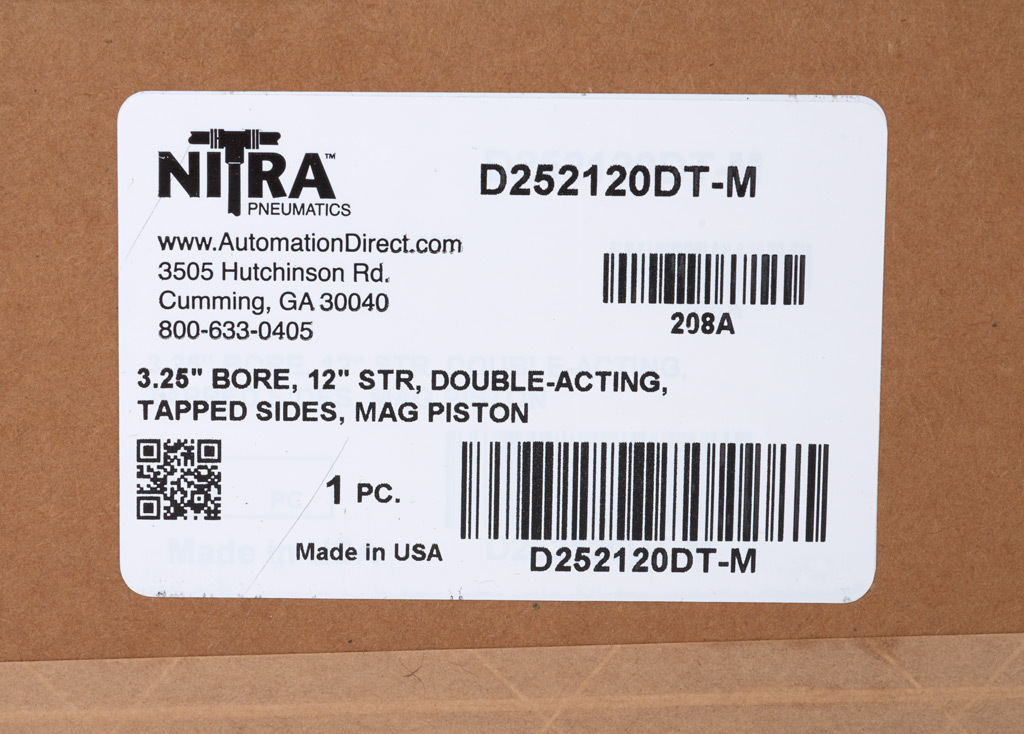 NITRA™
PNEUMATICS
D252120DT-M
www.AutomationDirect.com
3505 Hutchinson Rd.
Cumming, GA 30040
800-633-0405
208A
3.25" BORE, 12" STR, DOUBLE-ACTING,
TAPPED SIDES, MAG PISTON
1 PC.
Made in USA
D252120DT-M